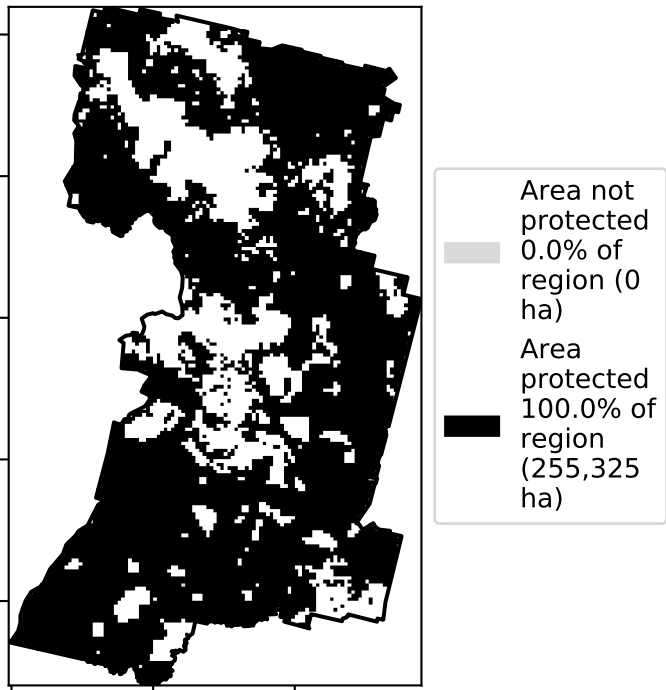 Area not
protected
0.0% of
region (0
ha)
Area
protected
100.0% of
region
(255,325
ha)